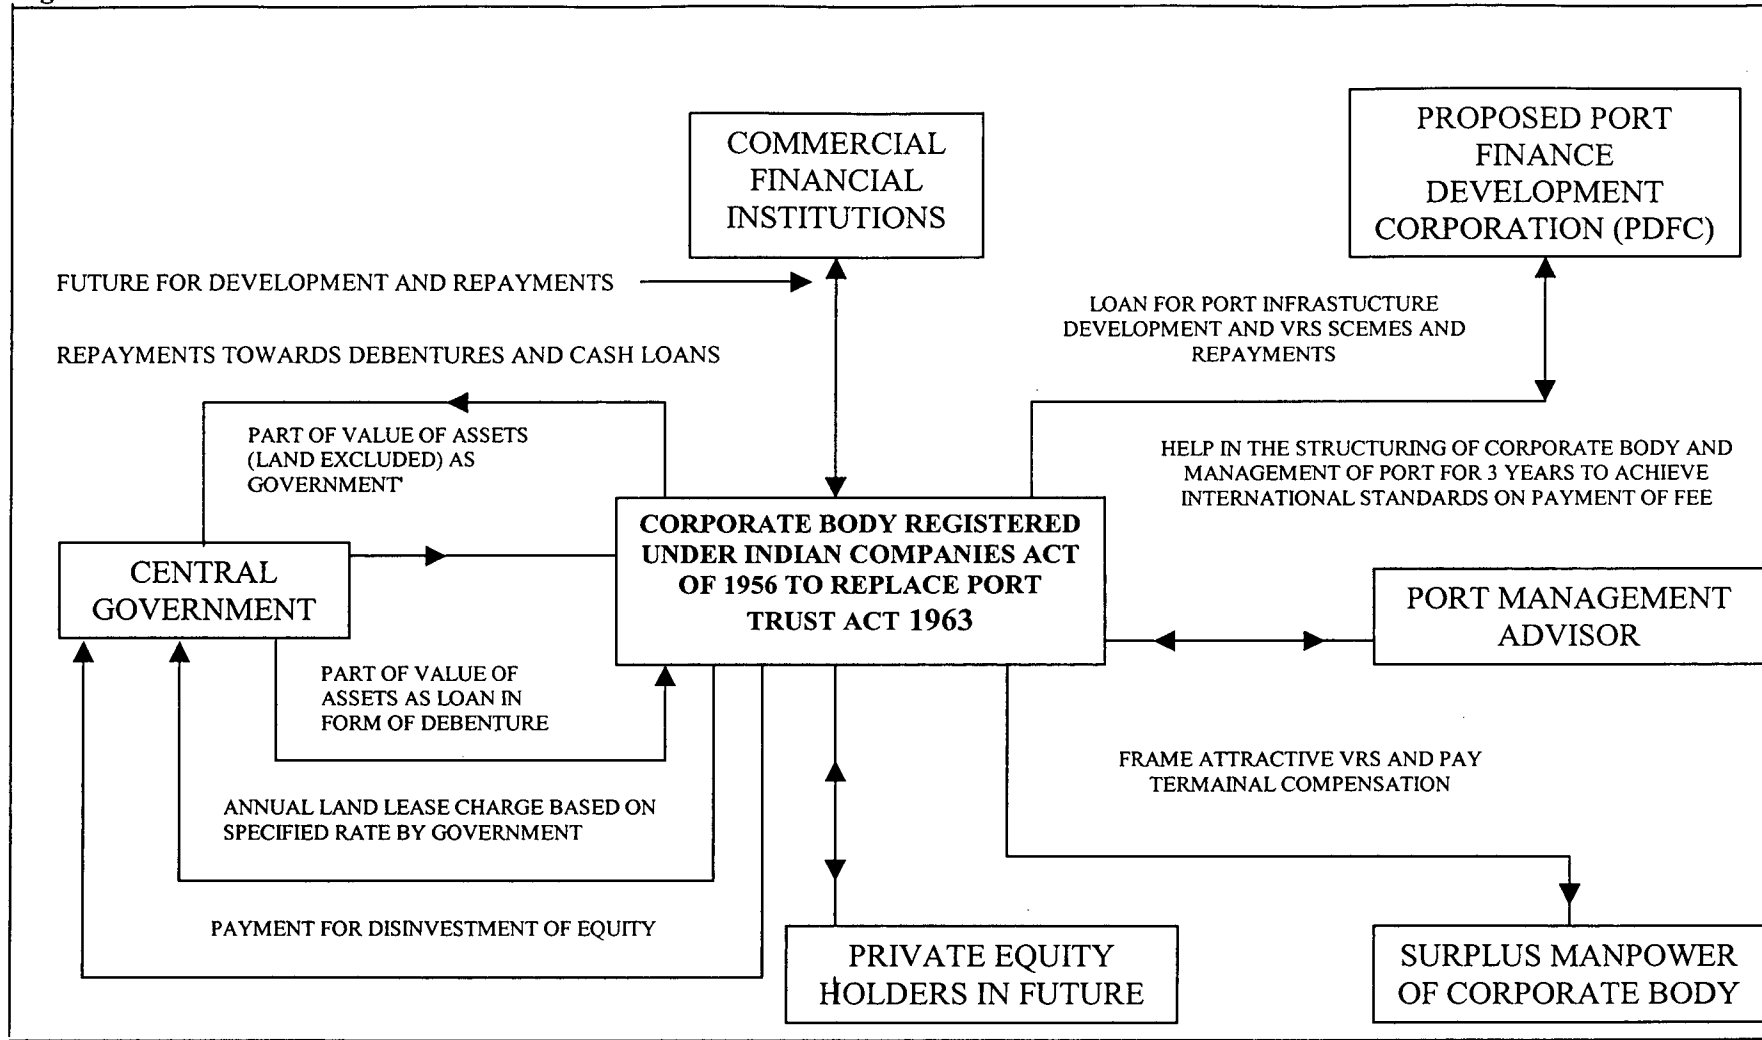 COMMERCIAL
FINANCIAL
INSTITUTIONS
PROPOSED PORT
FINANCE
DEVELOPMENT
CORPORATION (PDFC)
FUTURE FOR DEVELOPMENT AND REPAYMENTS
LOAN FOR PORT INFRASTUCTURE
DEVELOPMENT AND VRS SCEMES AND
REPAYMENTS
REPAYMENTS TOWARDS DEBENTURES AND CASH LOANS
PART OF VALUE OF ASSETS
(LAND EXCLUDED) AS
GOVERNMENT'
HELP IN THE STRUCTURING OF CORPORATE BODY AND
MANAGEMENT OF PORT FOR 3 YEARS TO ACHIEVE
INTERNATIONAL STANDARDS ON PAYMENT OF FEE
CORPORATE BODY REGISTERED
UNDER INDIAN COMPANIES ACT
OF 1956 TO REPLACE PORT
TRUST ACT 1963
CENTRAL
GOVERNMENT
PORT MANAGEMENT
ADVISOR
PART OF VALUE OF
ASSETS AS LOAN IN
FORM OF DEBENTURE
FRAME ATTRACTIVE VRS AND PAY
TERMAINAL COMPENSATION
ANNUAL LAND LEASE CHARGE BASED ON
SPECIFIED RATE BY GOVERNMENT
PAYMENT FOR DISINVESTMENT OF EQUITY
PRIVATE EQUITY
HOLDERS IN FUTURE
SURPLUS MANPOWER
OF CORPORATE BODY